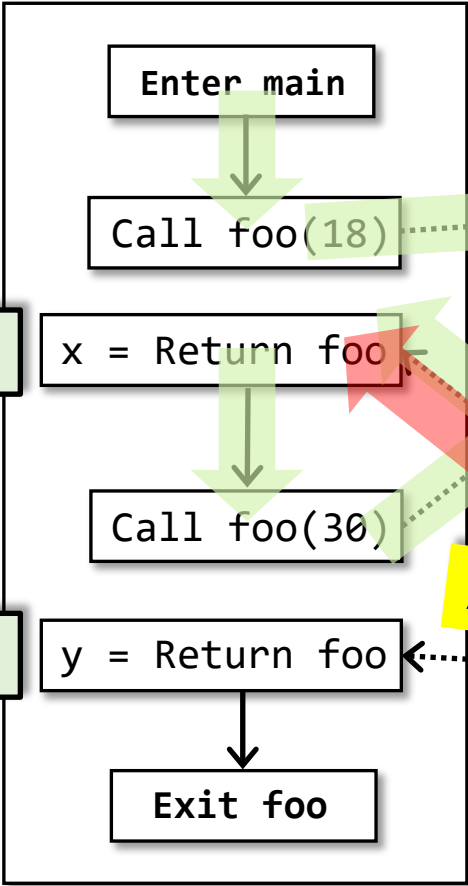 Enter main
Call foo(18)
x = Return foo
Call foo(30)
y = Return foo
Exit foo